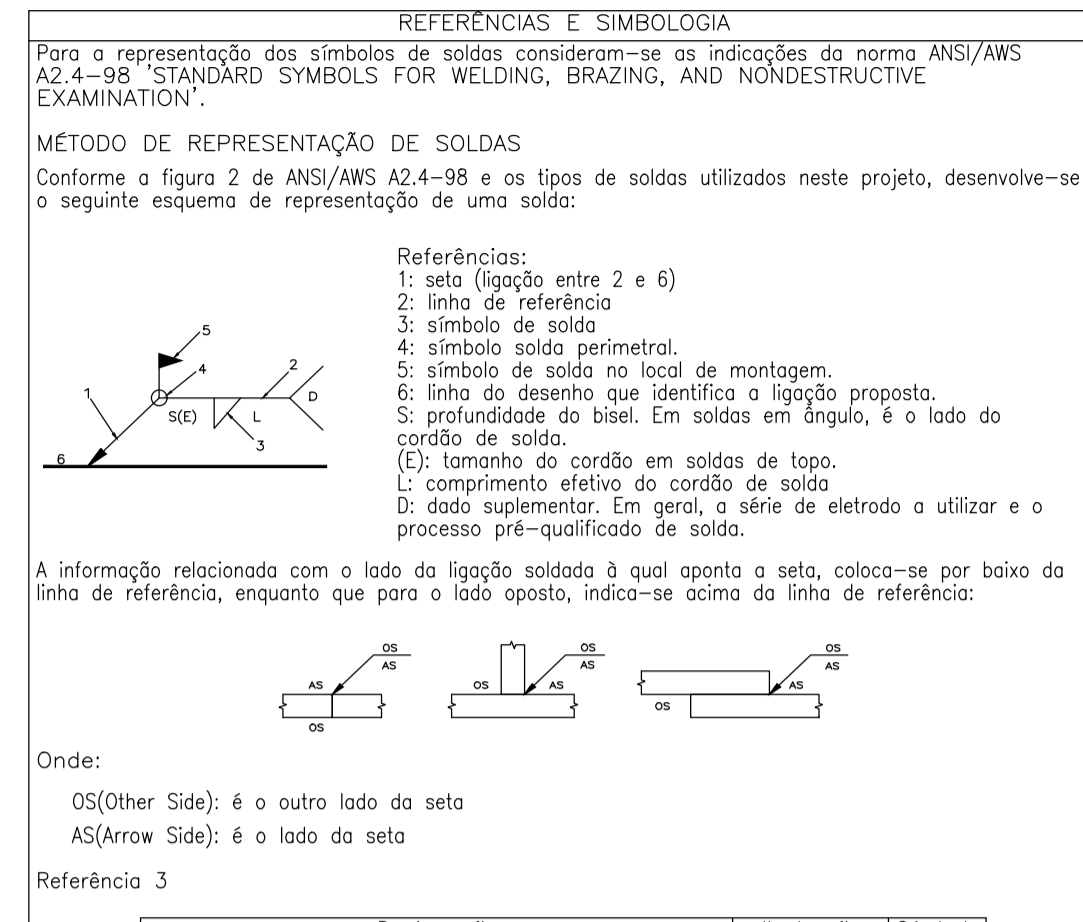 REFERÊNCIAS E SIMBOLOGIA
Para a representação dos símbolos de soldas consideram-se as indicações da norma ANSI/AWS
A2.4-98 'STANDARD SYMBOLS FOR WELDING, BRAZING, AND NONDESTRUCTIVE
EXAMINATION'.
MÉTODO DE REPRESENTAÇÃO DE SOLDAS
Conforme a figura 2 de ANSI/AWS A2.4-98 e os tipos de soldas utilizados neste projeto, desenvolve-se
o seguinte esquema de representação de uma solda:
5
4
2
1
S(E)
L
D
3
6
Referências:
1: seta (ligação entre 2 e 6)
2: linha de referência
3: símbolo de solda
4: símbolo solda perimetral.
5: símbolo de solda no local de montagem.
6: linha do desenho que identifica a ligação proposta.
S: profundidade do bisel. Em soldas em ângulo, é o lado do
cordão de solda.
(E): tamanho do cordão em soldas de topo.
L: comprimento efetivo do cordão de solda
D: dado suplementar. Em geral, a série de eletrodo a utilizar e o
processo pré-qualificado de solda.
A informação relacionada com o lado da ligação soldada à qual aponta a seta, coloca-se por baixo da
linha de referência, enquanto que para o lado oposto, indica-se acima da linha de referência:
OS
AS
AS
OS
OS
AS
OS
AS
OS
AS
AS
OS
Onde:
OS(Other Side): é o outro lado da seta
AS(Arrow Side): é o lado da seta
Referência 3